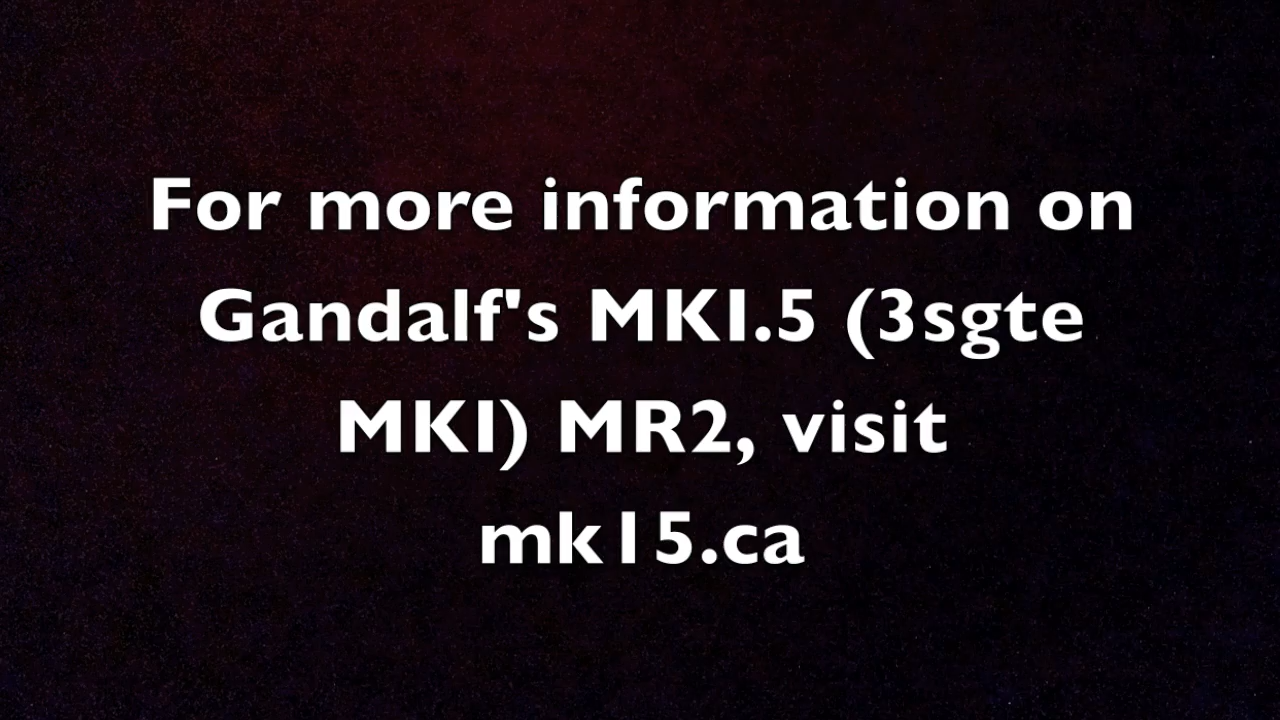 For more information on
Gandalf's MKI.5 (3sgte
MKI) MR2, visit
mk15.ca